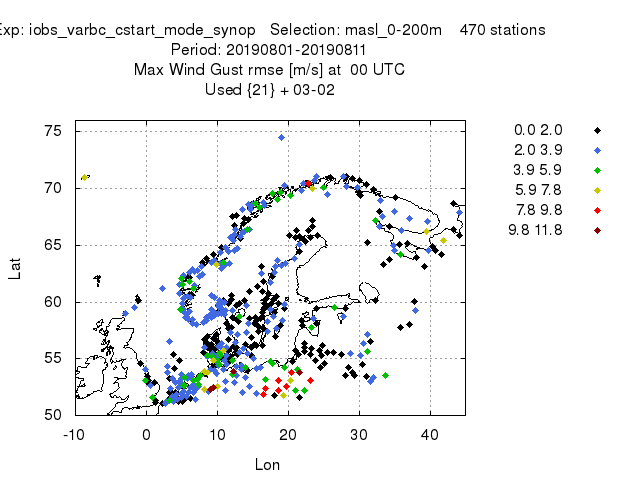 Exp: iobs_varbc_cstart_mode_synop   Selection: masl_0-200m    470 stations
Period: 20190801-20190811
Max Wind Gust rmse [m/s] at  00 UTC
Used {21} + 03-02
75
70
65
60
55
50
-10 0 10 20 30 40
Lat
Lon
0.0 2.0
2.0 3.9
3.9 5.9
5.9 7.8
7.8 9.8
9.8 11.8